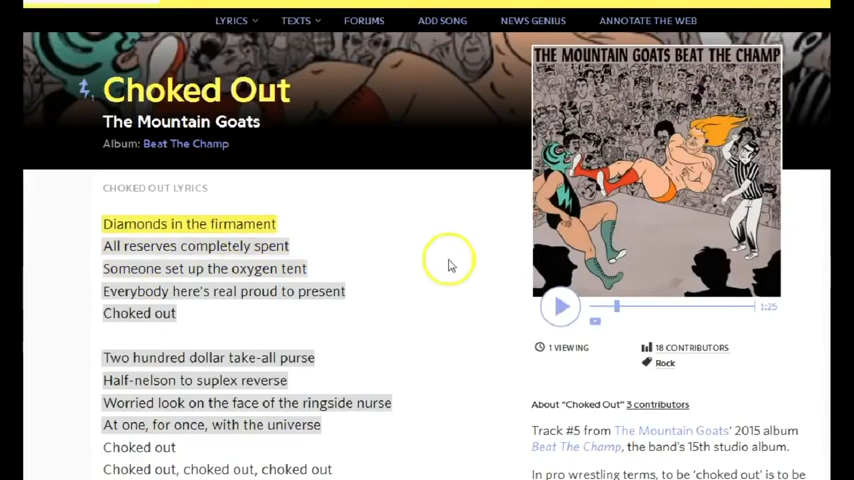 LYRICS TEXTS FORUMS ADD SONG NEWS GENIUS ANNOTATE THE WEB
Choked Out
The Mountain Goats
Album: Beat The Champ
THE MOUNTAIN GOATS BEAT THE CHAMP
CHOKED OUT LYRICS
Diamonds in the firmament
All reserves completely spent
Someone set up the oxygen tent
Everybody here's real proud to present
Choked out
Two hundred dollar take-all purse
Half-nelson to suplex reverse
Worried look on the face of the ringside nurse
At one, for once, with the universe
Choked out
Choked out, choked out, choked out
1:25
1 VIEWING
18 CONTRIBUTORS
Rock
About "Choked Out" 3 contributors
Track #5 from The Mountain Goats' 2015 album
Beat The Champ, the band's 15th studio album.
In pro wrestling terms, to be 'choked out' is to be